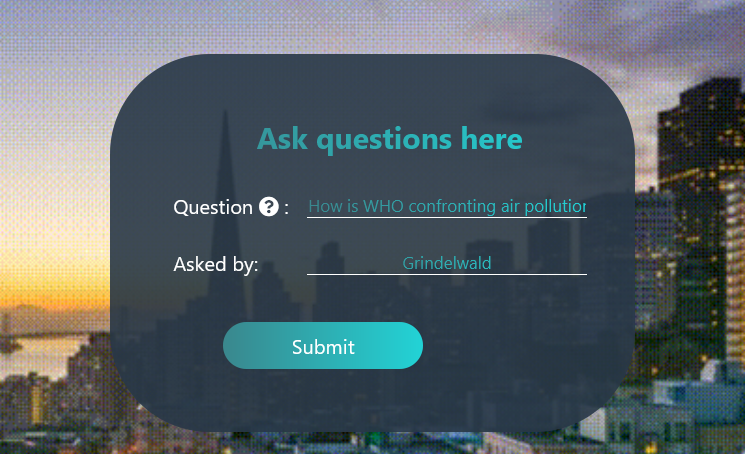 Ask questions here
Question ? :
How is WHO confronting air pollution
Asked by:
Grindelwald
Submit